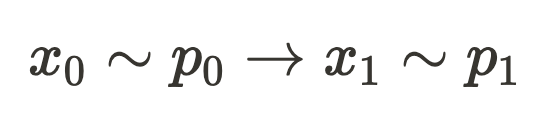 x₀ ∼ p₀ → x₁ ∼ p₁